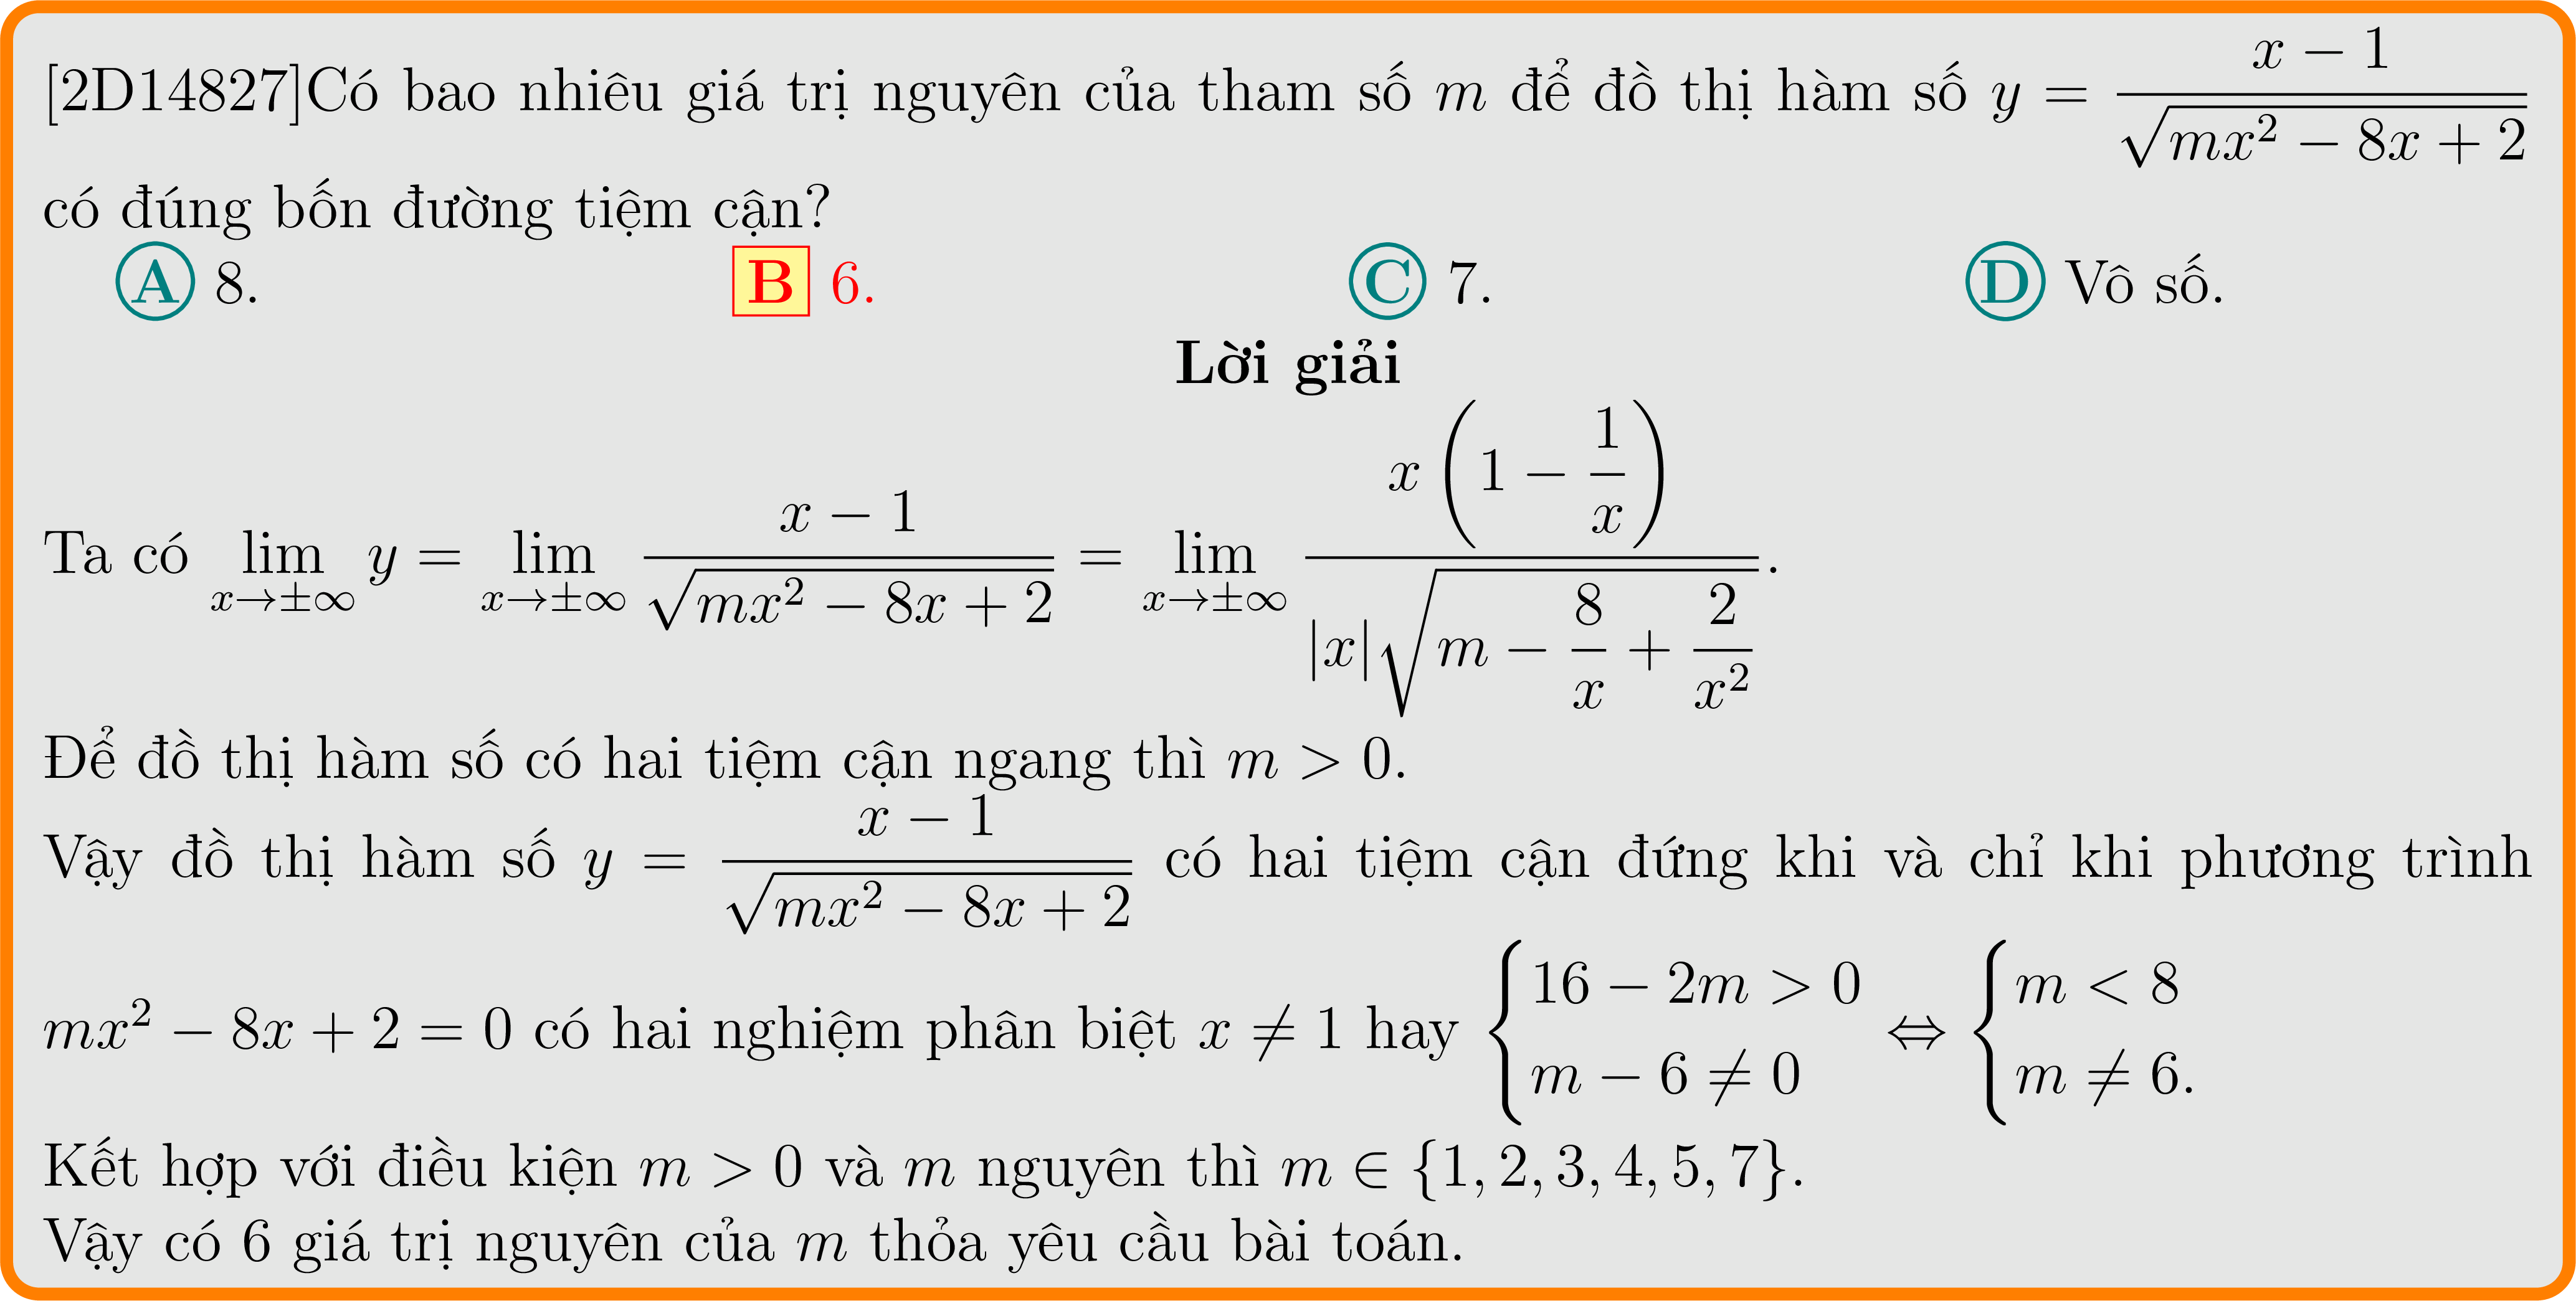 [2D14827]Có bao nhiêu giá trị nguyên của tham số $m$ để đồ thị hàm số $y = \dfrac{x-1}{\sqrt{mx^2-8x+2}}$
có đúng bốn đường tiệm cận?
A 8. B 6. C 7. D Vô số.
Lời giải
Ta có $\lim\limits_{x\to\pm\infty} y = \lim\limits_{x\to\pm\infty} \dfrac{x-1}{\sqrt{mx^2-8x+2}} = \lim\limits_{x\to\pm\infty} \dfrac{x\left(1-\dfrac{1}{x}\right)}{|x|\sqrt{m-\dfrac{8}{x}+\dfrac{2}{x^2}}}$.
Để đồ thị hàm số có hai tiệm cận ngang thì $m > 0$.
Vậy đồ thị hàm số $y = \dfrac{x-1}{\sqrt{mx^2-8x+2}}$ có hai tiệm cận đứng khi và chỉ khi phương trình
$mx^2-8x+2=0$ có hai nghiệm phân biệt $x \neq 1$ hay $\begin{cases}16-2m>0\\m-6\neq 0\end{cases} \Leftrightarrow \begin{cases}m<8\\m\neq 6.\end{cases}$
Kết hợp với điều kiện $m > 0$ và $m$ nguyên thì $m \in \{1,2,3,4,5,7\}$.
Vậy có 6 giá trị nguyên của $m$ thỏa yêu cầu bài toán.